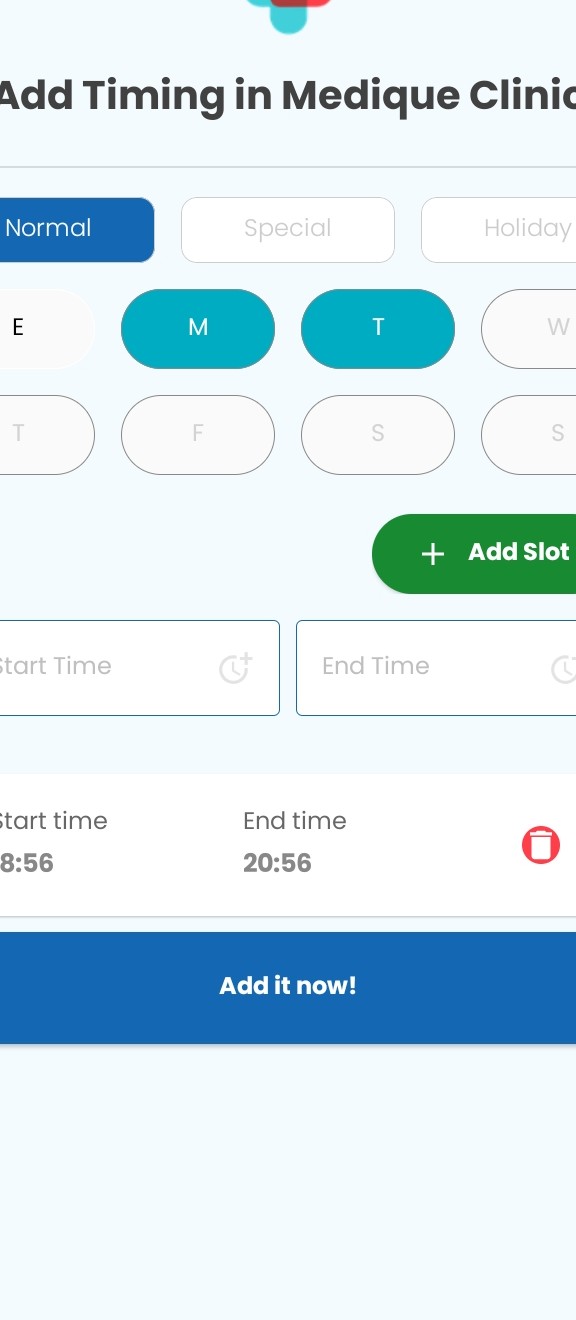 Add Timing in Medique Clinic
Normal Special Holiday
E M T W
T F S S
Add Slot
Start Time End Time
Start time End time
8:56 20:56
Add it now!